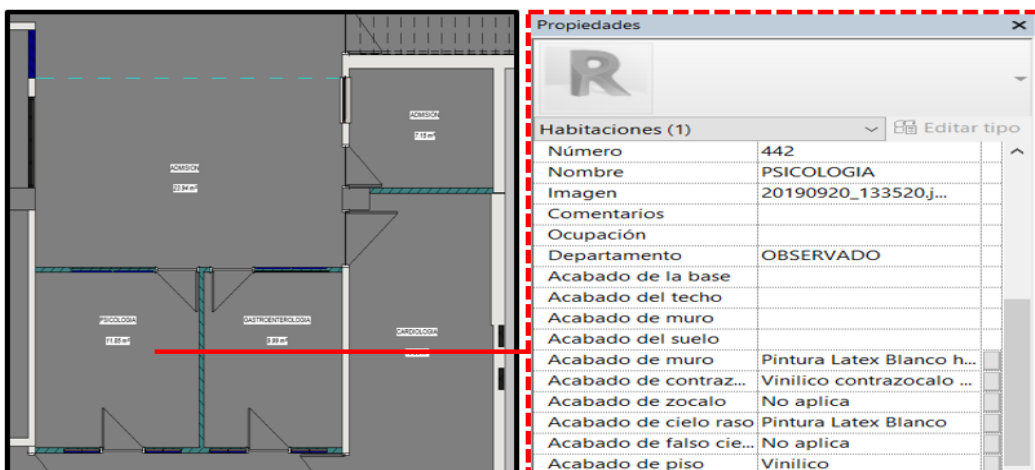 ADMISION
22.94 m²
ADMISION
7.15 m²
PSICOLOGIA
11.85 m²
GASTROENTEROLOGIA
9.99 m²
CARDIOLOGIA
Propiedades
Habitaciones (1)
Editar tipo
Número 442
Nombre PSICOLOGIA
Imagen 20190920_133520.j...
Comentarios
Ocupación
Departamento OBSERVADO
Acabado de la base
Acabado del techo
Acabado de muro
Acabado del suelo
Acabado de muro Pintura Latex Blanco h...
Acabado de contraz... Vinilico contrazocalo ...
Acabado de zocalo No aplica
Acabado de cielo raso Pintura Latex Blanco
Acabado de falso cie... No aplica
Acabado de piso Vinilico